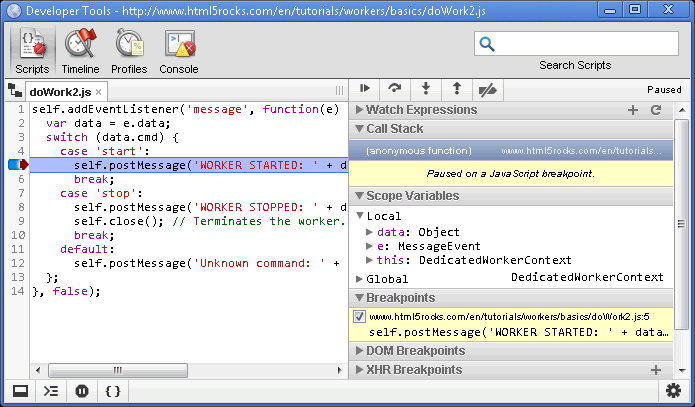 Developer Tools - http://www.html5rocks.com/en/tutorials/workers/basics/doWork2.js
Scripts Timeline Profiles Console
Search Scripts
doWork2.js ×
Paused
1 self.addEventListener('message', function(e)
2 var data = e.data;
3 switch (data.cmd) {
4 case 'start':
self.postMessage('WORKER STARTED: ' + d
6 break;
7 case 'stop':
8 self.postMessage('WORKER STOPPED: ' + d
9 self.close(); // Terminates the worker.
10 break;
11 default:
12 self.postMessage('Unknown command: ' +
13 };
14 }, false);
Watch Expressions
Call Stack
(anonymous function) www.html5rocks.com/en/tutorials...
Paused on a JavaScript breakpoint.
Scope Variables
Local
data: Object
e: MessageEvent
this: DedicatedWorkerContext
Global DedicatedWorkerContext
Breakpoints
www.html5rocks.com/en/tutorials/workers/basics/doWork2.js:5
self.postMessage('WORKER STARTED: ' + data...
DOM Breakpoints
XHR Breakpoints